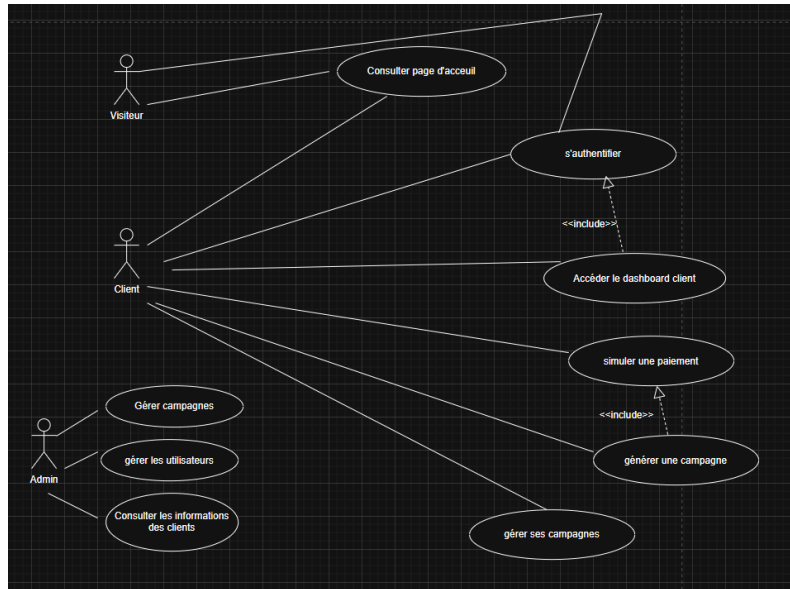 Consulter page d'acceuil
Visiteur
s'authentifier
<<include>>
Client
Accéder le dashboard client
simuler une paiement
Gérer campagnes
<<include>>
gérer les utilisateurs
générer une campagne
Admin
Consulter les informations
des clients
gérer ses campagnes